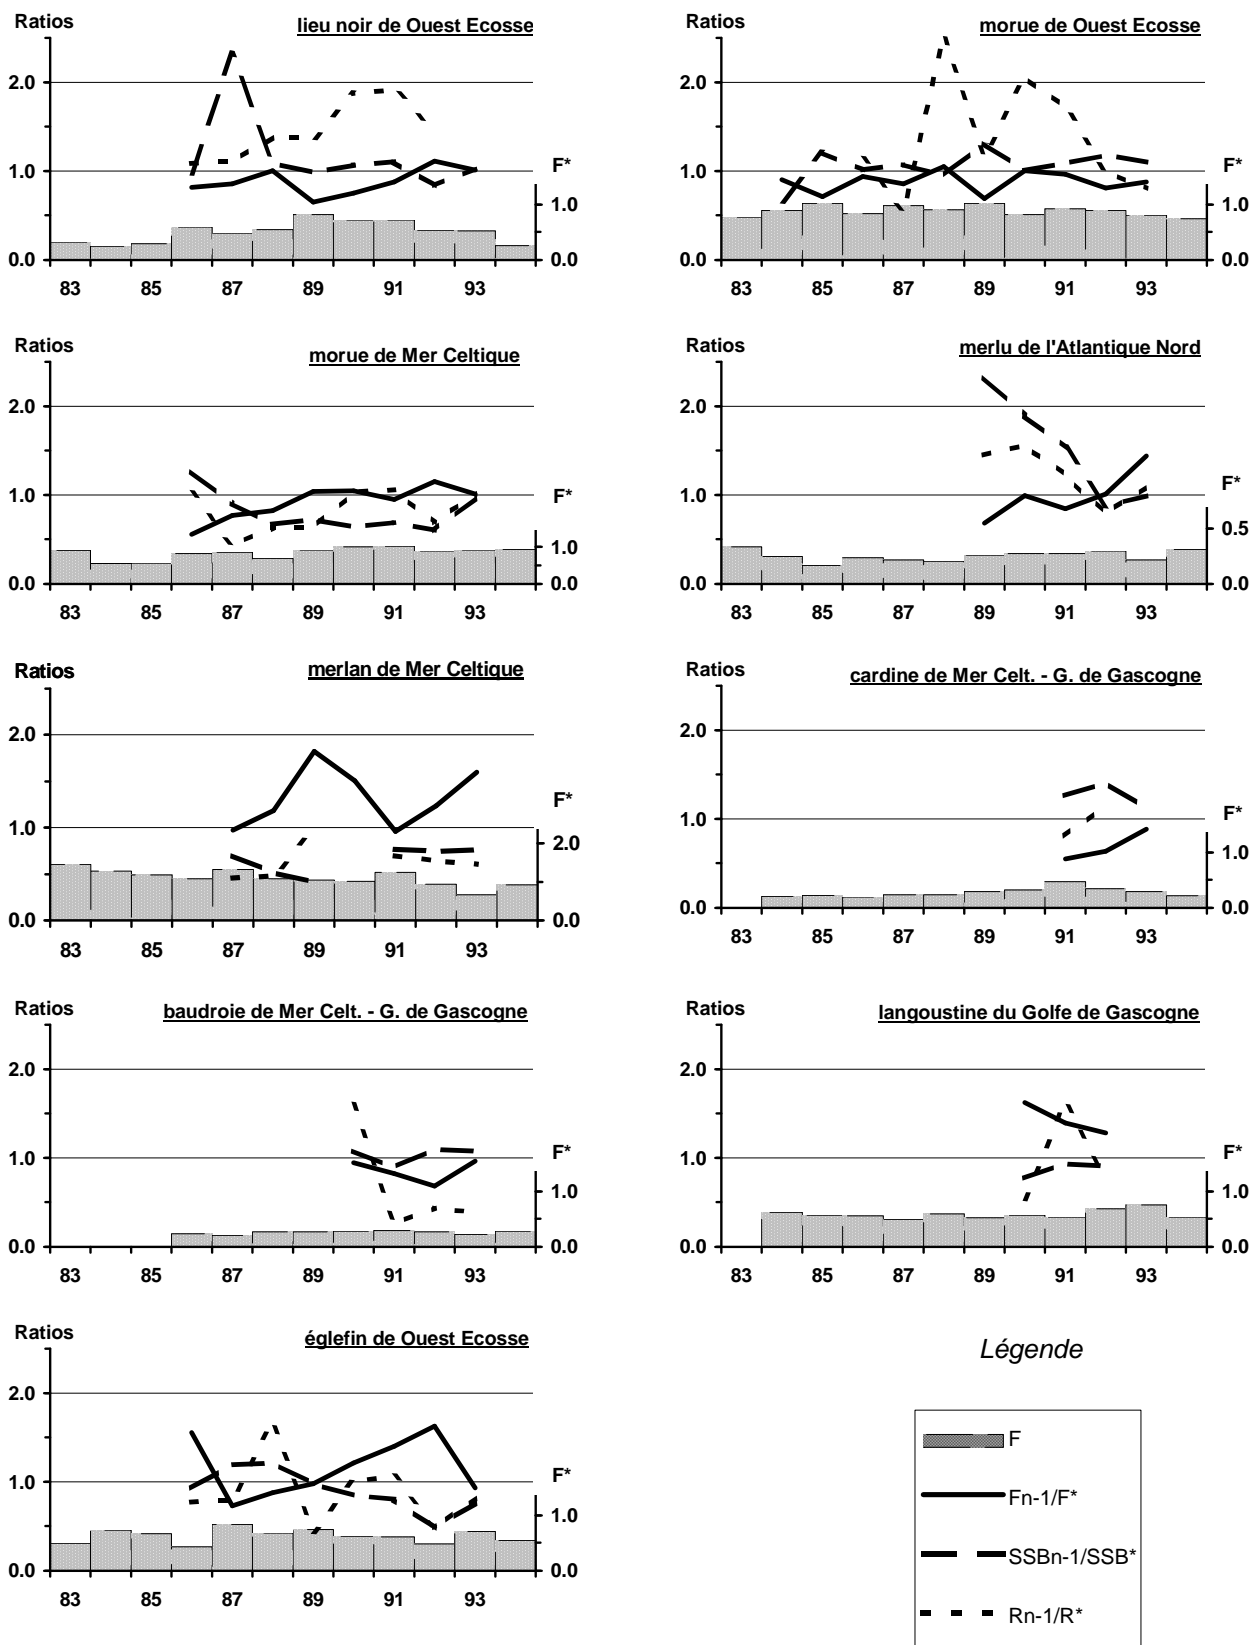 Ratios
lieu noir de Ouest Ecosse
2.0
1.0
0.0
F*
1.0
0.0
83 85 87 89 91 93
Ratios
morue de Ouest Ecosse
2.0
1.0
0.0
F*
1.0
0.0
83 85 87 89 91 93
Ratios
morue de Mer Celtique
2.0
1.0
0.0
F*
1.0
0.0
83 85 87 89 91 93
Ratios
merlu de l'Atlantique Nord
2.0
1.0
0.0
F*
0.5
0.0
83 85 87 89 91 93
Ratios
merlan de Mer Celtique
2.0
1.0
0.0
F*
2.0
1.0
0.0
83 85 87 89 91 93
Ratios
cardine de Mer Celt. - G. de Gascogne
2.0
1.0
0.0
F*
1.0
0.0
83 85 87 89 91 93
Ratios
baudroie de Mer Celt. - G. de Gascogne
2.0
1.0
0.0
F*
1.0
0.0
83 85 87 89 91 93
Ratios
langoustine du Golfe de Gascogne
2.0
1.0
0.0
F*
1.0
0.0
83 85 87 89 91 93
Ratios
églefin de Ouest Ecosse
2.0
1.0
0.0
F*
1.0
0.0
83 85 87 89 91 93
Légende
F
Fn-1/F*
SSBn-1/SSB*
Rn-1/R*